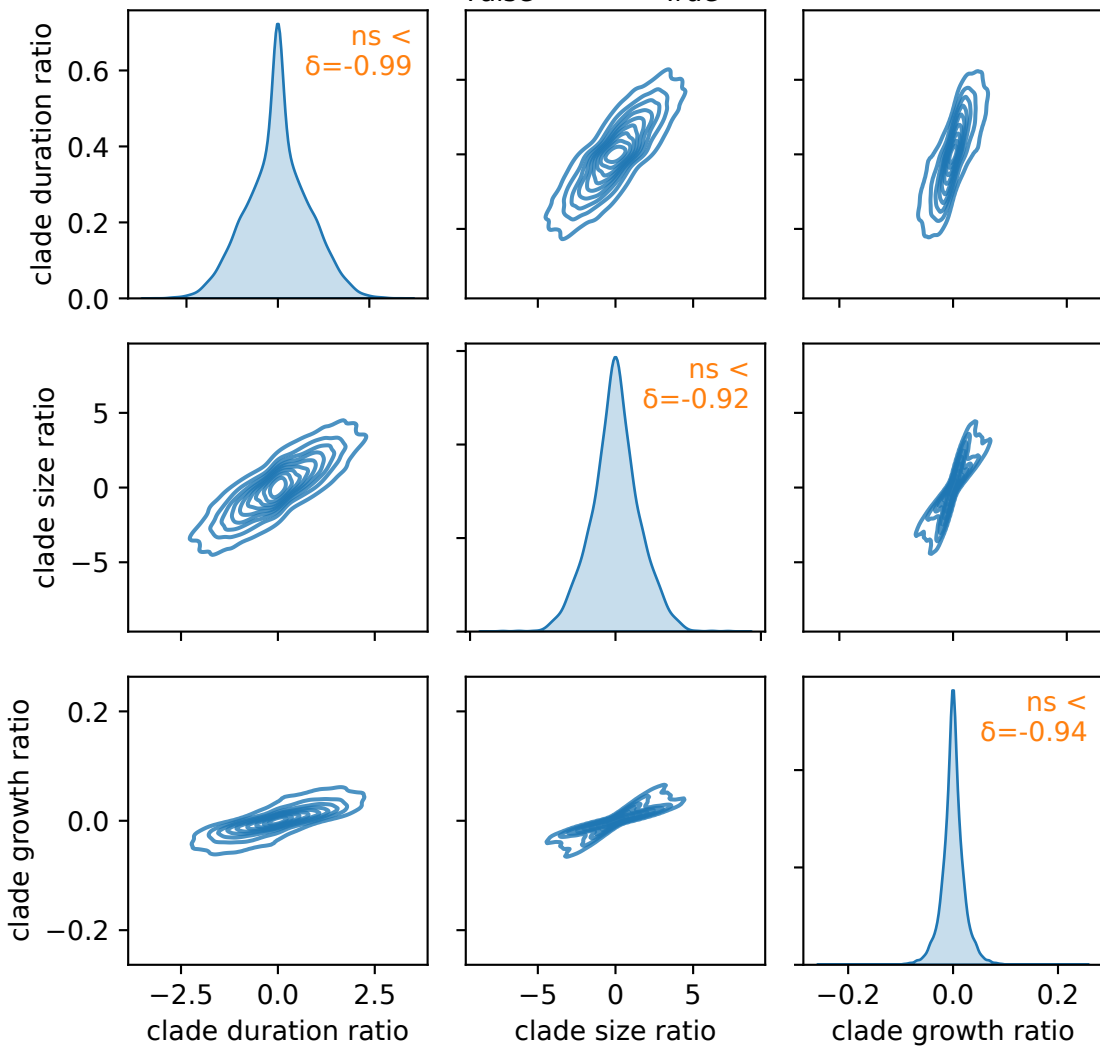 clade duration ratio
0.6
0.4
0.2
0.0
ns <
δ=-0.99
clade size ratio
5
0
−5
ns <
δ=-0.92
clade growth ratio
0.2
0.0
−0.2
ns <
δ=-0.94
−2.5 0.0 2.5
−5 0 5
−0.2 0.0 0.2
clade duration ratio
clade size ratio
clade growth ratio